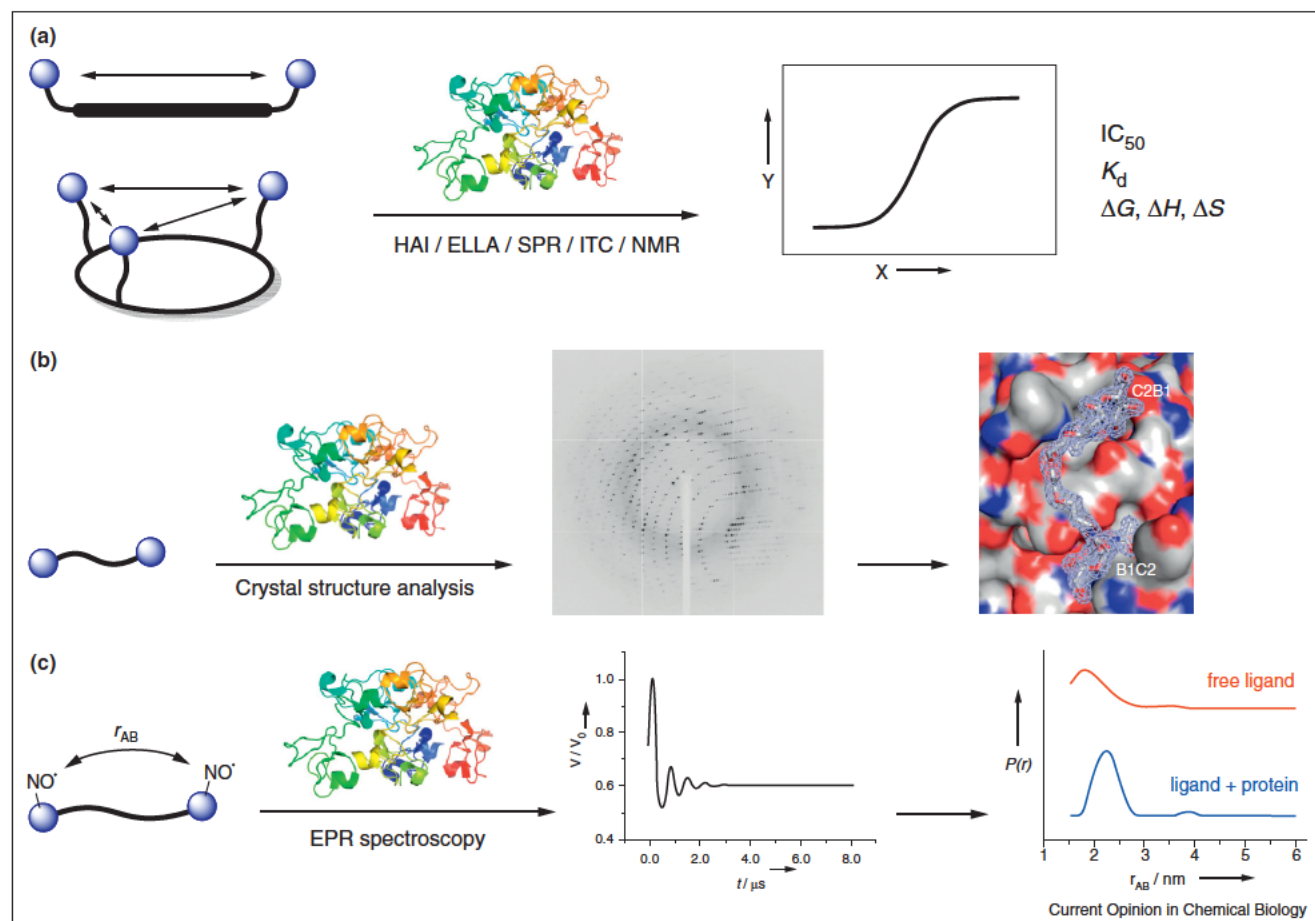 (a)
HAI / ELLA / SPR / ITC / NMR
Y
X
IC50
Kd
ΔG, ΔH, ΔS
(b)
Crystal structure analysis
C2B1
B1C2
(c)
rAB
NO•
NO•
EPR spectroscopy
V / V0
1.0
0.8
0.6
0.4
0.0 2.0 4.0 6.0 8.0
t / μs
P(r)
free ligand
ligand + protein
1 2 3 4 5 6
rAB / nm
Current Opinion in Chemical Biology